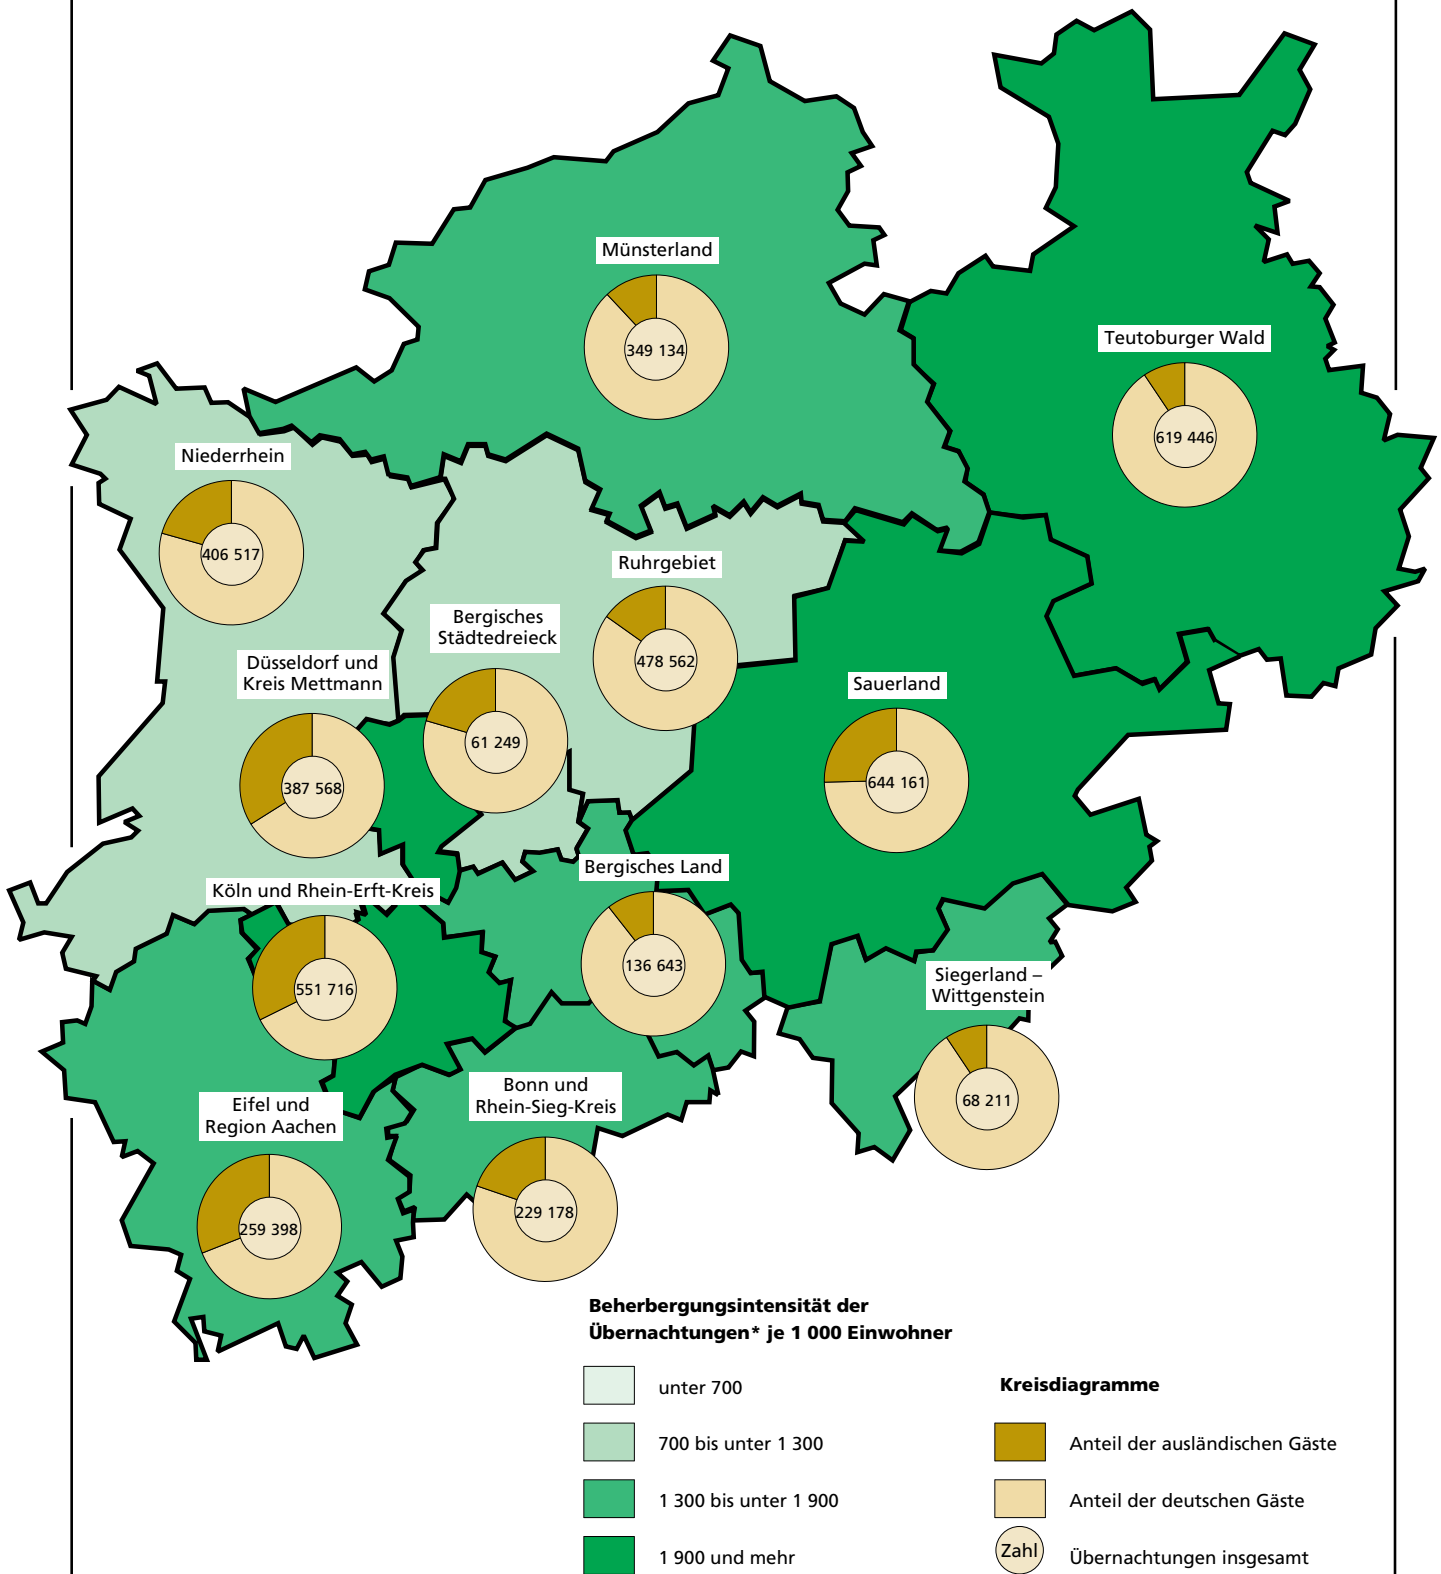 Münsterland
349 134
Teutoburger Wald
619 446
Niederrhein
406 517
Ruhrgebiet
478 562
Bergisches
Städtedreieck
61 249
Düsseldorf und
Kreis Mettmann
387 568
Sauerland
644 161
Bergisches Land
136 643
Köln und Rhein-Erft-Kreis
551 716
Siegerland –
Wittgenstein
68 211
Bonn und
Rhein-Sieg-Kreis
229 178
Eifel und
Region Aachen
259 398
Beherbergungsintensität der
Übernachtungen* je 1 000 Einwohner
unter 700
700 bis unter 1 300
1 300 bis unter 1 900
1 900 und mehr
Kreisdiagramme
Anteil der ausländischen Gäste
Anteil der deutschen Gäste
Zahl
Übernachtungen insgesamt